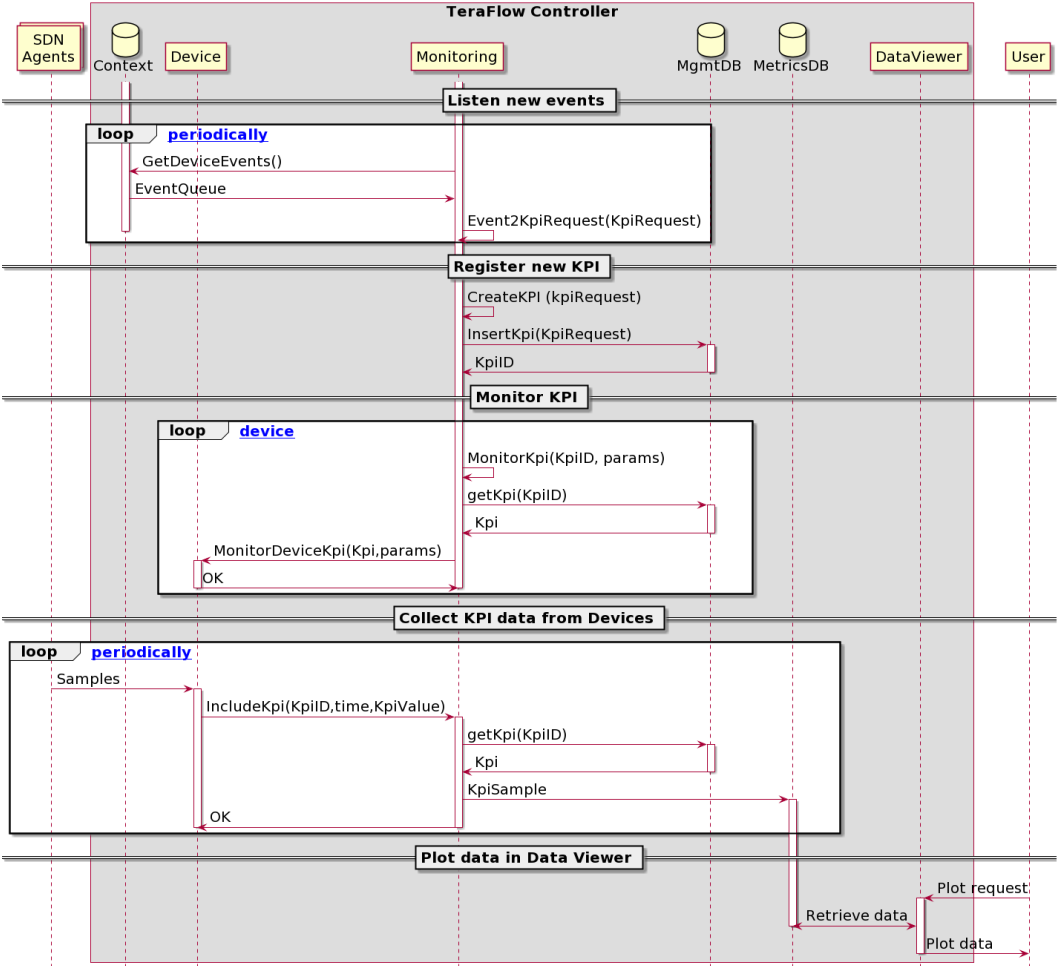 TeraFlow Controller
SDN
Agents
Context
Device
Monitoring
MgmtDB
MetricsDB
DataViewer
User
Listen new events
loop
periodically
GetDeviceEvents()
EventQueue
Event2KpiRequest(KpiRequest)
Register new KPI
CreateKPI (kpiRequest)
InsertKpi(KpiRequest)
KpiID
Monitor KPI
loop
device
MonitorKpi(KpiID, params)
getKpi(KpiID)
Kpi
MonitorDeviceKpi(Kpi,params)
OK
Collect KPI data from Devices
loop
periodically
Samples
IncludeKpi(KpiID,time,KpiValue)
getKpi(KpiID)
Kpi
KpiSample
OK
Plot data in Data Viewer
Plot request
Retrieve data
Plot data